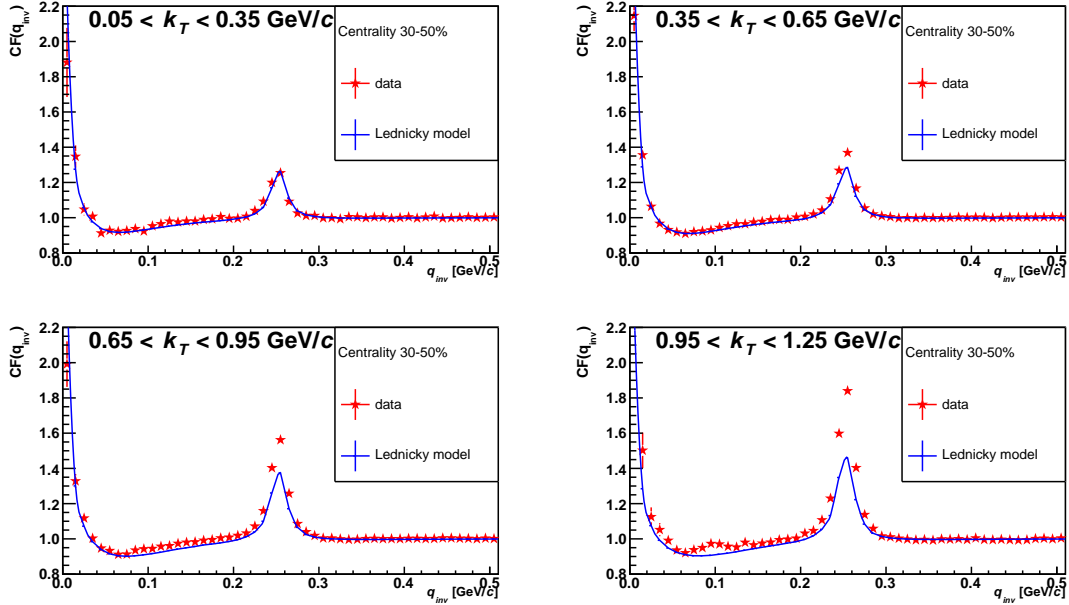 0.05 < kT < 0.35 GeV/c
CF(qinv)
2.2
2.0
1.8
1.6
1.4
1.2
1.0
0.8
Centrality 30-50%
data
Lednicky model
0.0 0.1 0.2 0.3 0.4 0.5
qinv [GeV/c]
0.35 < kT < 0.65 GeV/c
CF(qinv)
2.2
2.0
1.8
1.6
1.4
1.2
1.0
0.8
Centrality 30-50%
data
Lednicky model
0.0 0.1 0.2 0.3 0.4 0.5
qinv [GeV/c]
0.65 < kT < 0.95 GeV/c
CF(qinv)
2.2
2.0
1.8
1.6
1.4
1.2
1.0
0.8
Centrality 30-50%
data
Lednicky model
0.0 0.1 0.2 0.3 0.4 0.5
qinv [GeV/c]
0.95 < kT < 1.25 GeV/c
CF(qinv)
2.2
2.0
1.8
1.6
1.4
1.2
1.0
0.8
Centrality 30-50%
data
Lednicky model
0.0 0.1 0.2 0.3 0.4 0.5
qinv [GeV/c]